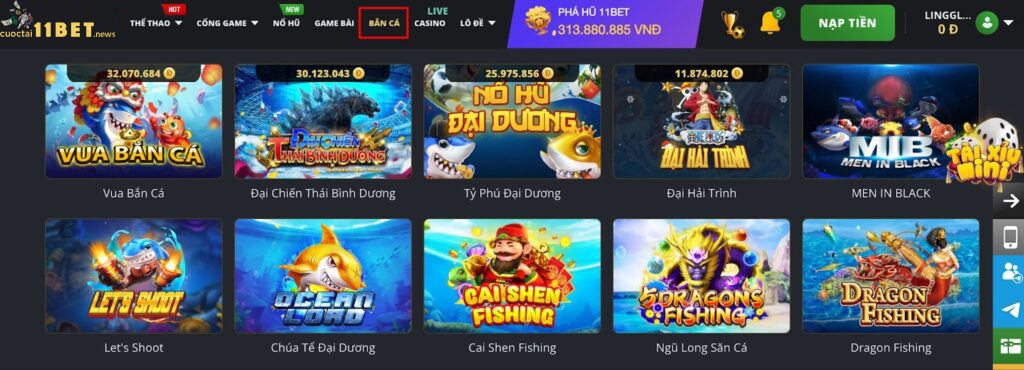 cuoctai11BET.news
THỂ THAO
HOT
CỔNG GAME
NỔ HŨ
NEW
GAME BÀI
BẮN CÁ
LIVE
CASINO
LÔ ĐỀ
PHÁ HŨ 11BET
313.880.885 VNĐ
5
NẠP TIỀN
LINGGL...
0 Đ
32.070.684
30.123.043
25.975.856
11.874.802
VUA BẮN CÁ
ĐẠI CHIẾN
THÁI BÌNH DƯƠNG
NỔ HŨ
ĐẠI DƯƠNG
ONE PIECE
ĐẠI HẢI TRÌNH
MIB
MEN IN BLACK
TÀI XỈU
mini
Vua Bắn Cá
Đại Chiến Thái Bình Dương
Tỷ Phú Đại Dương
Đại Hải Trình
MEN IN BLACK
LET'S SHOOT
OCEAN
LORD
CAI SHEN
FISHING
5 DRAGONS
FISHING
DRAGON
FISHING
Let's Shoot
Chúa Tể Đại Dương
Cai Shen Fishing
Ngũ Long Săn Cá
Dragon Fishing